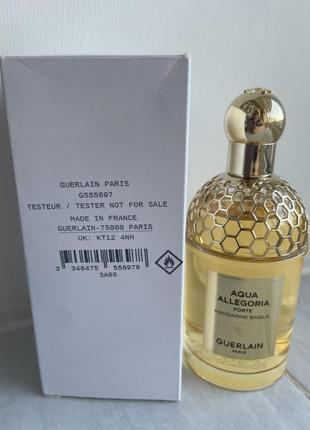 GUERLAIN PARIS
G555697
TESTEUR / TESTER NOT FOR SALE
MADE IN FRANCE
GUERLAIN-75008 PARIS
UK: KT12 4NH
3 346475 556978
3A05
AQUA
ALLEGORIA
FORTE
MANDARINE BASILIC
GUERLAIN
PARIS